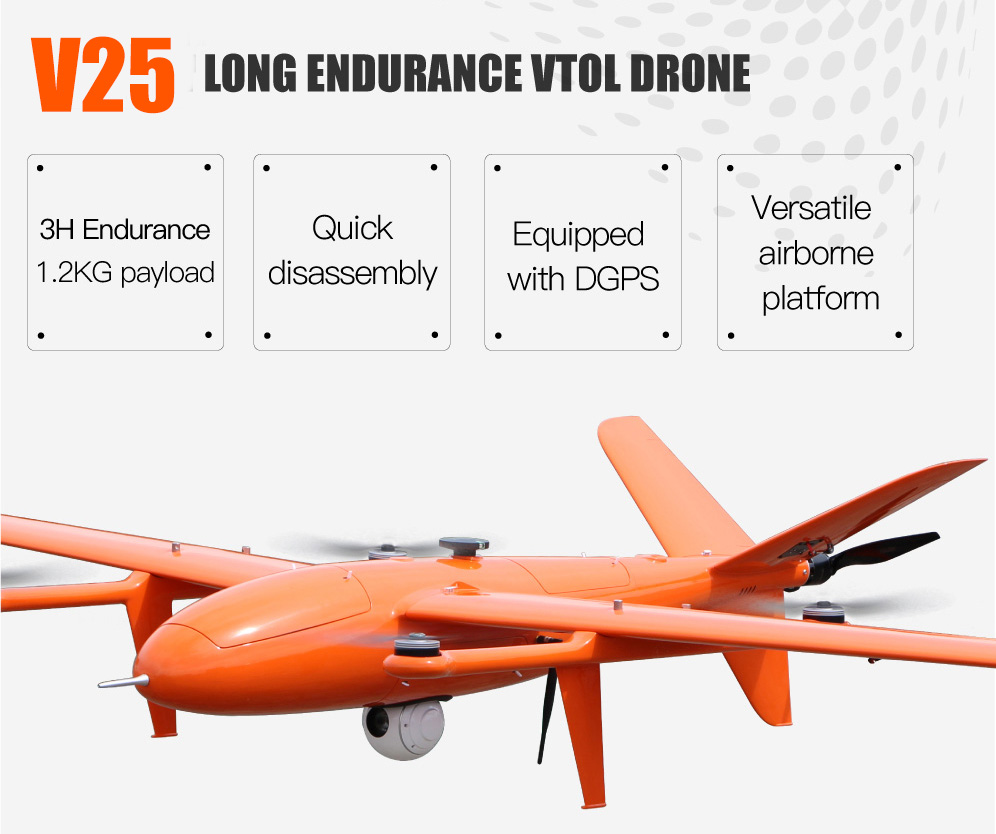 V25 LONG ENDURANCE VTOL DRONE
3H Endurance
1.2KG payload
Quick
disassembly
Equipped
with DGPS
Versatile
airborne
platform